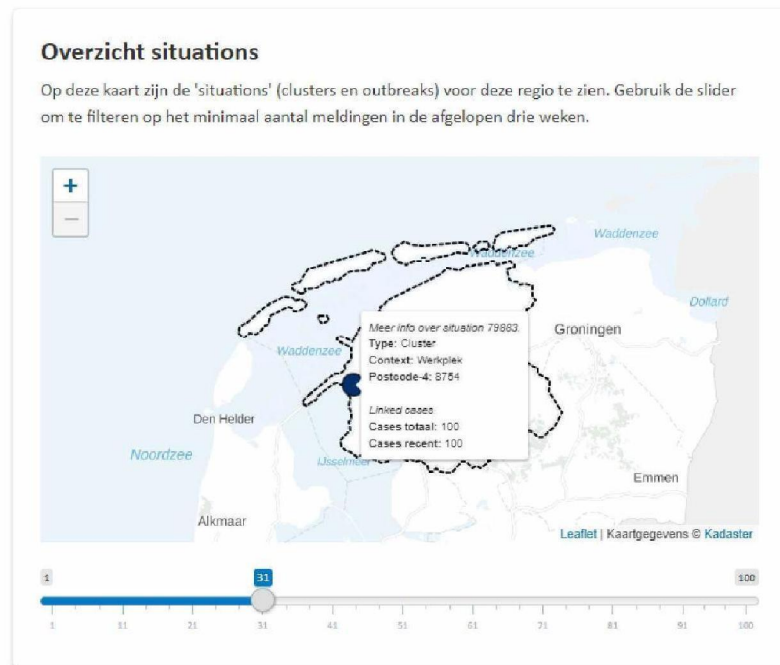 Overzicht situations
Op deze kaart zijn de 'situations' (clusters en outbreaks) voor deze regio te zien. Gebruik de slider
om te filteren op het minimaal aantal meldingen in de afgelopen drie weken.
+
−
Waddenzee
Waddenzee
Dollard
Meer info over situation 79883.
Type: Cluster
Context: Werkplek
Postcode-4: 8754
Linked cases
Cases totaal: 100
Cases recent: 100
Groningen
Waddenzee
Den Helder
Noordzee
IJsselmeer
Emmen
Alkmaar
Leaflet | Kaartgegevens © Kadaster
1 31 100
1 11 21 31 41 51 61 71 81 91 100